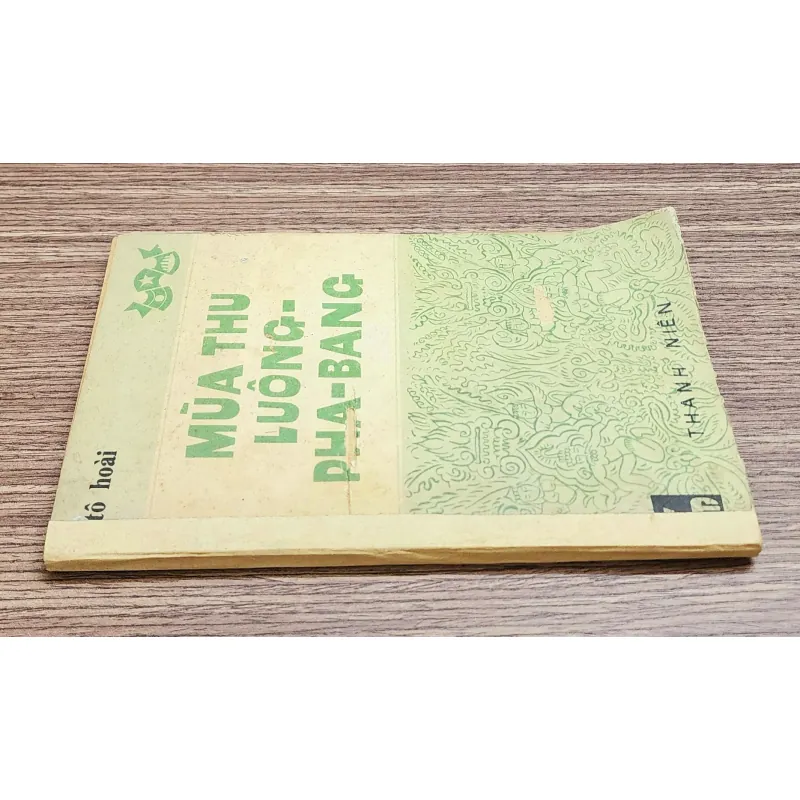 tô hoài
MÙA THU
LUÔNG-
PHA-BANG
THANH NIÊN